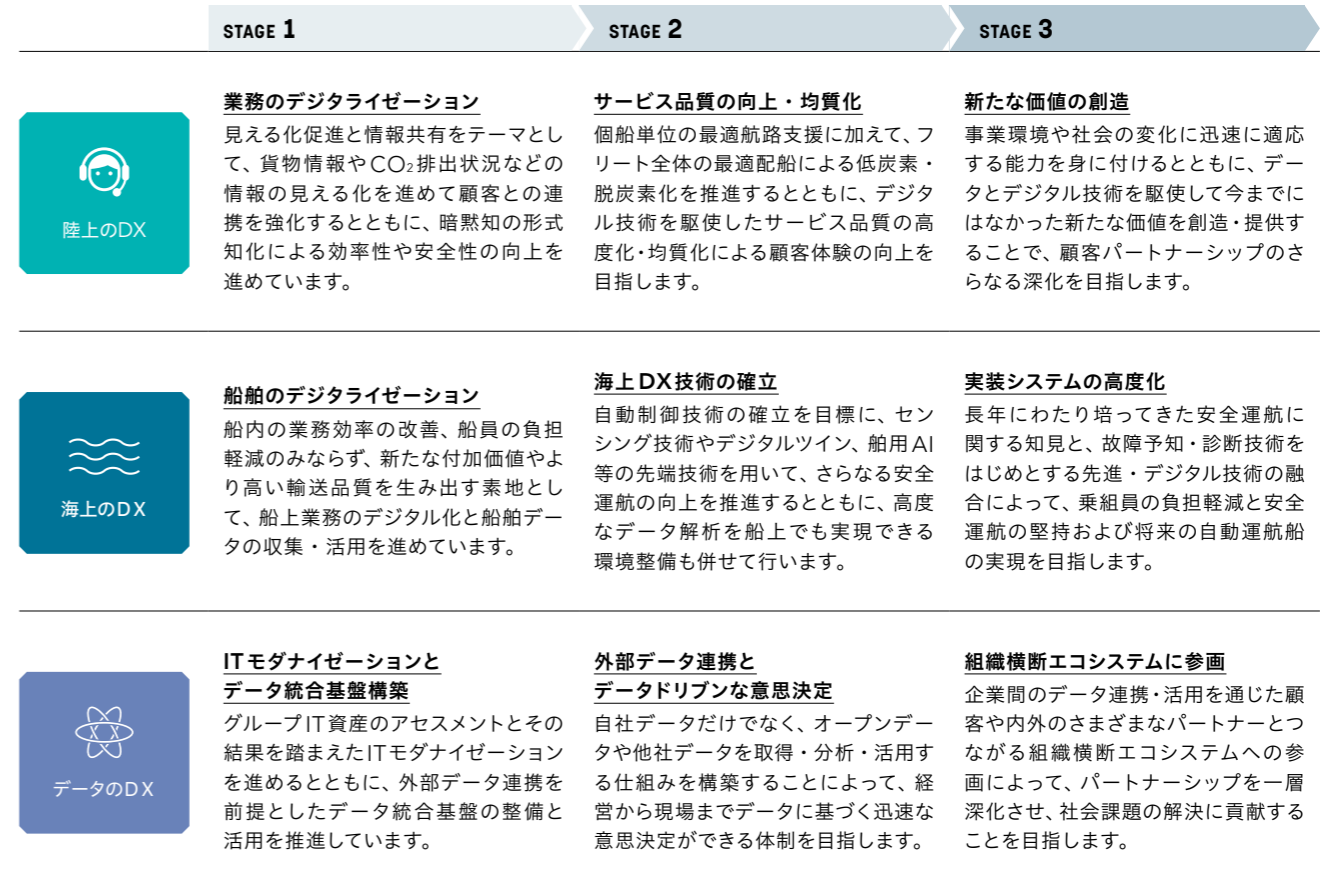 STAGE 1
STAGE 2
STAGE 3
陸上のDX
業務のデジタライゼーション
見える化促進と情報共有をテーマとし
て、貨物情報やCO₂排出状況などの
情報の見える化を進めて顧客との連
携を強化するとともに、暗黙知の形式
知化による効率性や安全性の向上を
進めています。
サービス品質の向上・均質化
個船単位の最適航路支援に加えて、フ
リート全体の最適配船による低炭素・
脱炭素化を推進するとともに、デジタ
ル技術を駆使したサービス品質の高
度化・均質化による顧客体験の向上を
目指します。
新たな価値の創造
事業環境や社会の変化に迅速に適応
する能力を身に付けるとともに、デー
タとデジタル技術を駆使して今までに
はなかった新たな価値を創造・提供す
ることで、顧客パートナーシップのさ
らなる深化を目指します。
海上のDX
船舶のデジタライゼーション
船内の業務効率の改善、船員の負担
軽減のみならず、新たな付加価値やよ
り高い輸送品質を生み出す素地とし
て、船上業務のデジタル化と船舶デー
タの収集・活用を進めています。
海上DX技術の確立
自動制御技術の確立を目標に、セン
シング技術やデジタルツイン、舶用AI
等の先端技術を用いて、さらなる安全
運航の向上を推進するとともに、高度
なデータ解析を船上でも実現できる
環境整備も併せて行います。
実装システムの高度化
長年にわたり培ってきた安全運航に
関する知見と、故障予知・診断技術を
はじめとする先進・デジタル技術の融
合によって、乗組員の負担軽減と安全
運航の堅持および将来の自動運航船
の実現を目指します。
データのDX
ITモダナイゼーションと
データ統合基盤構築
グループIT資産のアセスメントとその
結果を踏まえたITモダナイゼーション
を進めるとともに、外部データ連携を
前提としたデータ統合基盤の整備と
活用を推進しています。
外部データ連携と
データドリブンな意思決定
自社データだけでなく、オープンデー
タや他社データを取得・分析・活用す
る仕組みを構築することによって、経
営から現場までデータに基づく迅速な
意思決定ができる体制を目指します。
組織横断エコシステムに参画
企業間のデータ連携・活用を通じた顧
客や内外のさまざまなパートナーとつ
ながる組織横断エコシステムへの参
画によって、パートナーシップを一層
深化させ、社会課題の解決に貢献する
ことを目指します。